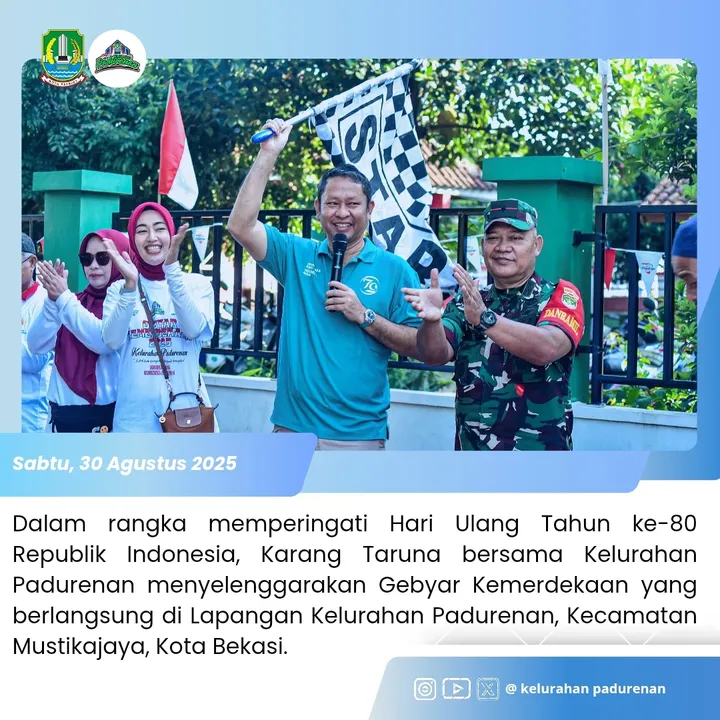 START
DANRAMIL
Kelurahan Padurenan
Sabtu, 30 Agustus 2025
Dalam rangka memperingati Hari Ulang Tahun ke-80
Republik Indonesia, Karang Taruna bersama Kelurahan
Padurenan menyelenggarakan Gebyar Kemerdekaan yang
berlangsung di Lapangan Kelurahan Padurenan, Kecamatan
Mustikajaya, Kota Bekasi.
@ kelurahan padurenan